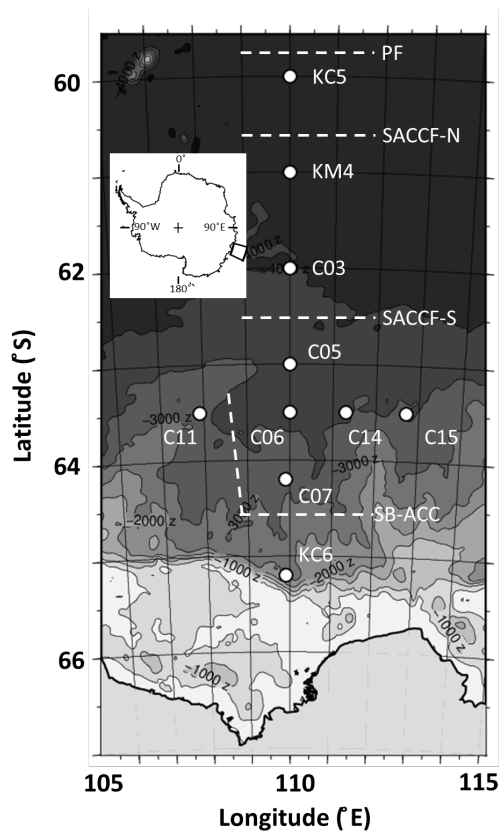 PF
60
KC5
SACCF-N
KM4
0˚
90˚W
90˚E
180˚
62
C03
SACCF-S
C05
−3000 z
C11
C06
C14
C15
−3000 z
64
C07
−3000 z
SB-ACC
−2000 z
KC6
−1000 z
−2000 z
−1000 z
66
−1000 z
105
110
115
Latitude (˚S)
Longitude (˚E)